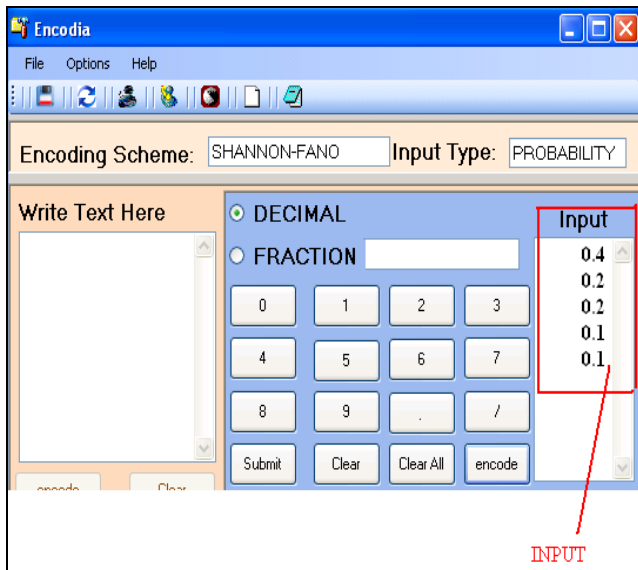 Encodia
File Options Help
Encoding Scheme: SHANNON-FANO Input Type: PROBABILITY
Write Text Here
DECIMAL
FRACTION
0 1 2 3
4 5 6 7
8 9 . /
Submit Clear Clear All encode
encode Clear
Input
0.4
0.2
0.2
0.1
0.1
INPUT